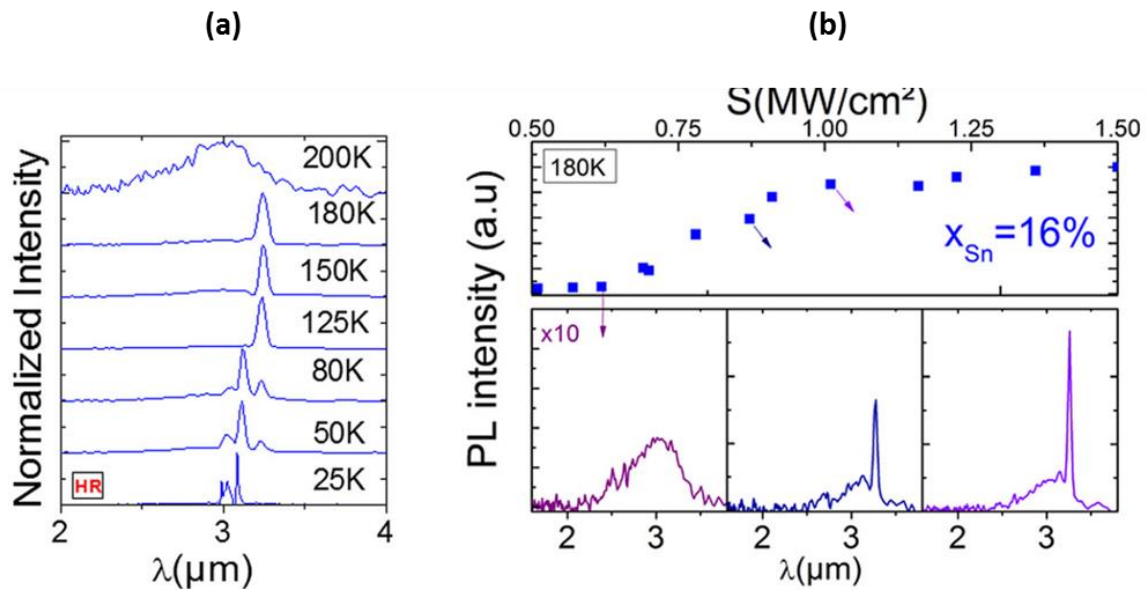 (a)
(b)
Normalized Intensity
200K
180K
150K
125K
80K
50K
25K
HR
2 3 4
λ(µm)
S(MW/cm²)
0.50 0.75 1.00 1.25 1.50
180K
x_Sn=16%
PL intensity (a.u)
x10
2 3 2 3 2 3
λ(µm)